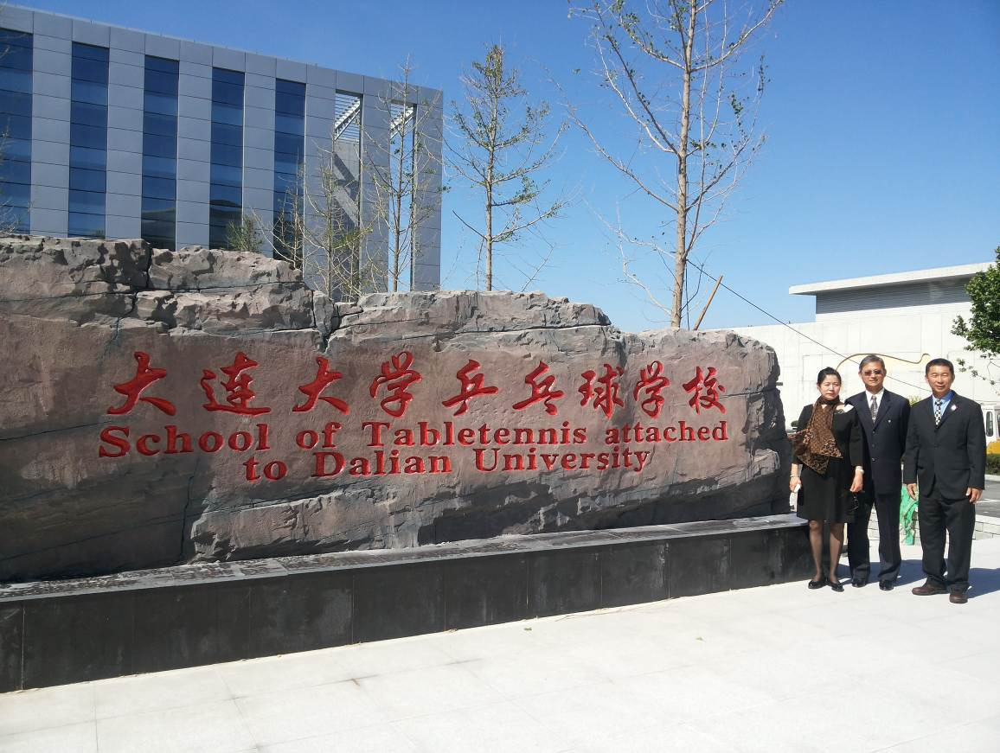 大连大学乒乓球学校
School of Tabletennis attached
to Dalian University